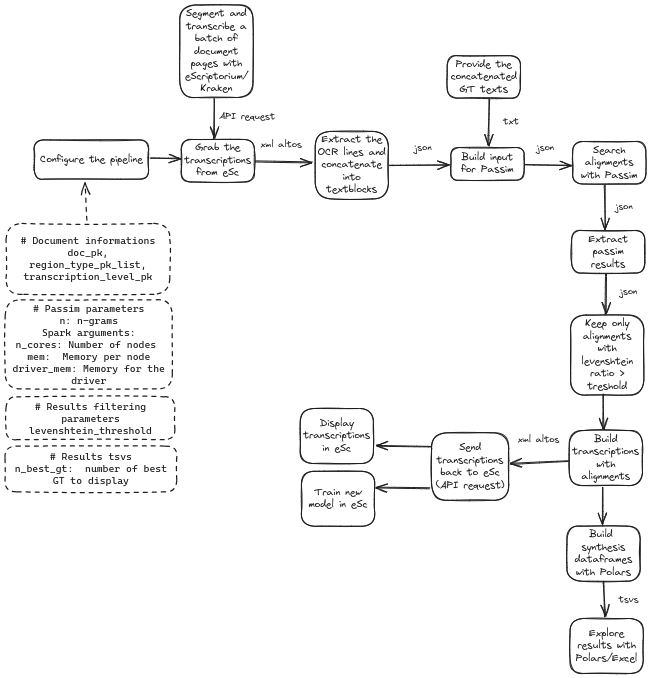 Segment and
transcribe a
batch of
document
pages with
eScriptorium/
Kraken
API request
Configure the pipeline
Grab the
transcriptions
from eSc
xml altos
Extract the
OCR lines and
concatenate
into
textblocks
json
Provide the
concatenated
GT texts
txt
Build input
for Passim
json
Search
alignments
with Passim
json
Extract
passim
results
json
Keep only
alignments
with
levenshtein
ratio >
treshold
Build
transcriptions
with
alignments
xml altos
Send
transcriptions
back to eSc
(API request)
Display
transcriptions
in eSc
Train new
model in eSc
Build
synthesis
dataframes
with Polars
tsvs
Explore
results with
Polars/Excel
# Document informations
doc_pk,
region_type_pk_list,
transcription_level_pk
# Passim parameters
n: n-grams
Spark arguments:
n_cores: Number of nodes
mem: Memory per node
driver_mem: Memory for the
driver
# Results filtering
parameters
levenshtein_threshold
# Results tsvs
n_best_gt: number of best
GT to display